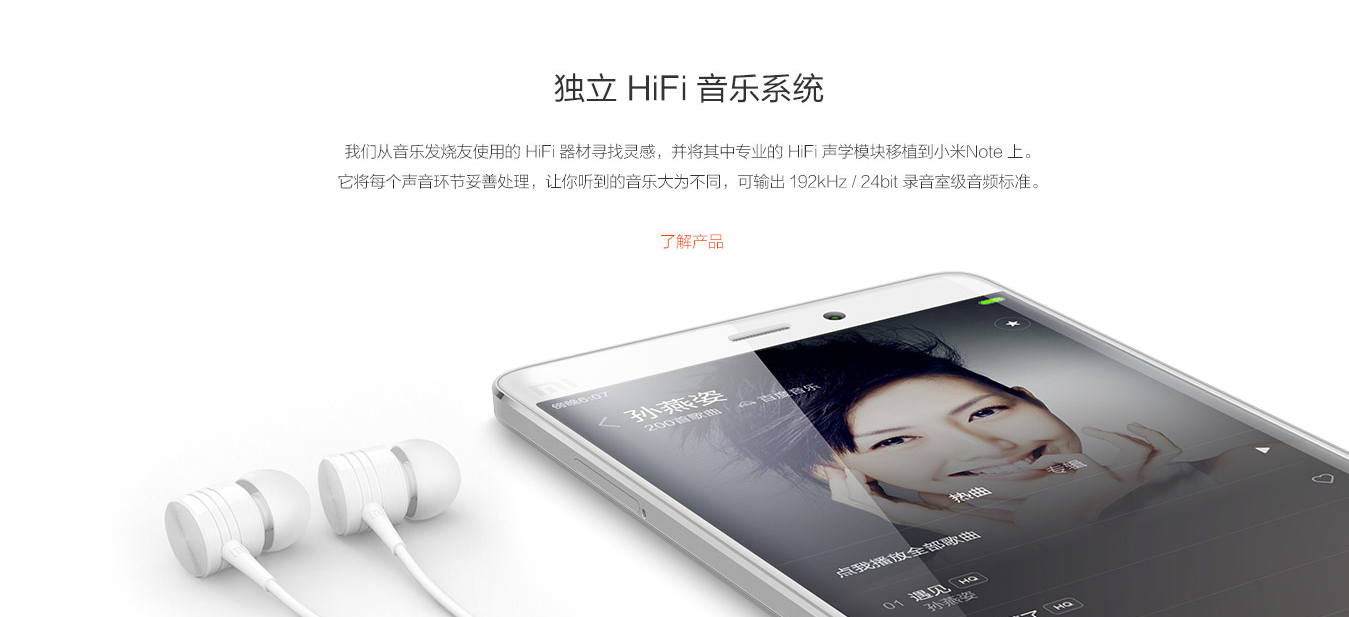 独立 HiFi 音乐系统
我们从音乐发烧友使用的 HiFi 器材寻找灵感，并将其中专业的 HiFi 声学模块移植到小米Note 上。
它将每个声音环节妥善处理，让你听到的音乐大为不同，可输出 192kHz / 24bit 录音室级音频标准。
了解产品
傍晚6:07
孙燕姿
百度音乐
200首歌曲
热曲
专辑
点我播放全部歌曲
01 遇见 HQ
孙燕姿
了 HQ